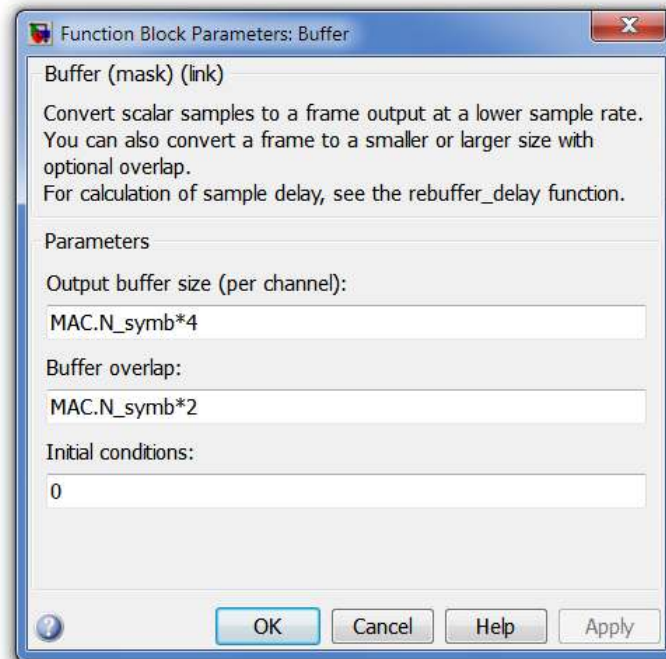 Function Block Parameters: Buffer
Buffer (mask) (link)
Convert scalar samples to a frame output at a lower sample rate.
You can also convert a frame to a smaller or larger size with
optional overlap.
For calculation of sample delay, see the rebuffer_delay function.
Parameters
Output buffer size (per channel):
MAC.N_symb*4
Buffer overlap:
MAC.N_symb*2
Initial conditions:
0
OK Cancel Help Apply